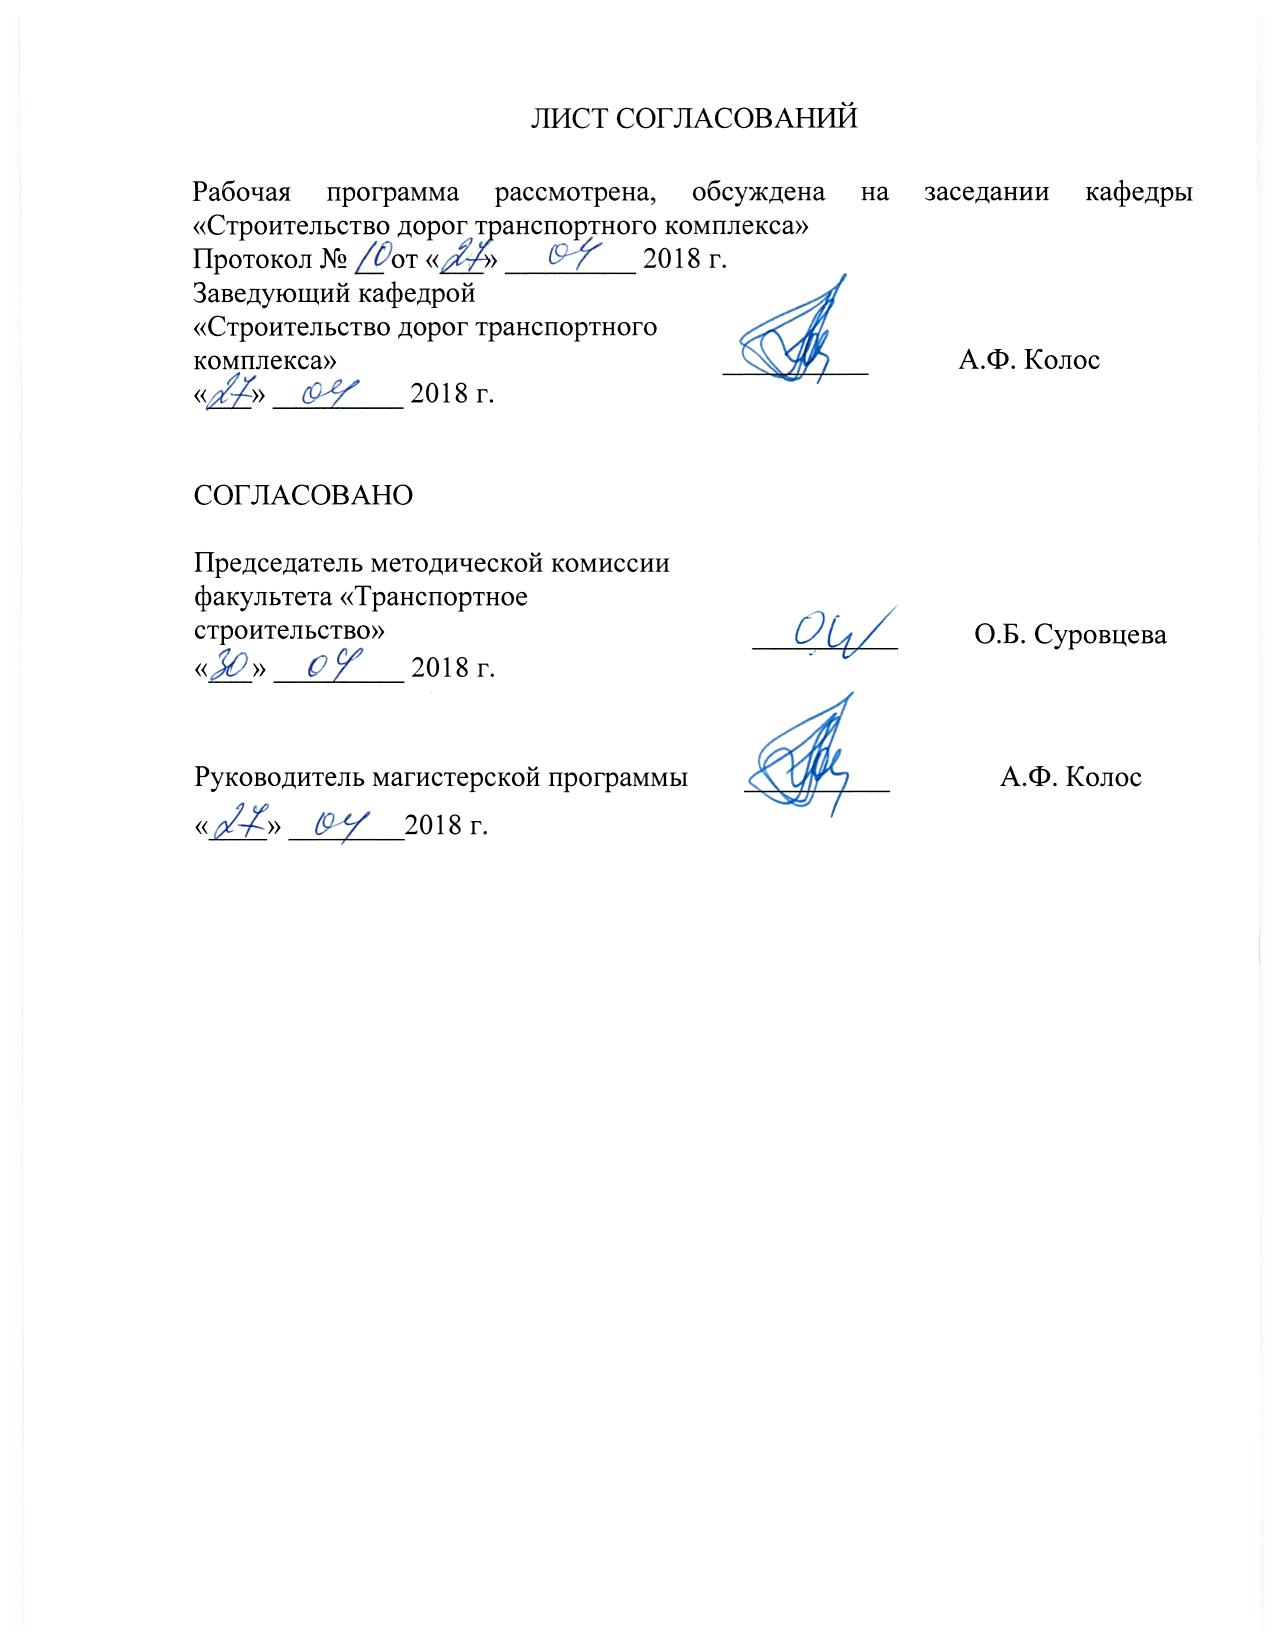 ЛИСТ СОГЛАСОВАНИЙ
Рабочая программа рассмотрена, обсуждена на заседании кафедры
«Строительство дорог транспортного комплекса»
Протокол № 10 от «27» 04 2018 г.
Заведующий кафедрой
«Строительство дорог транспортного
комплекса» А.Ф. Колос
«27» 04 2018 г.
СОГЛАСОВАНО
Председатель методической комиссии
факультета «Транспортное
строительство» О.Б. Суровцева
«30» 04 2018 г.
Руководитель магистерской программы А.Ф. Колос
«27» 04 2018 г.